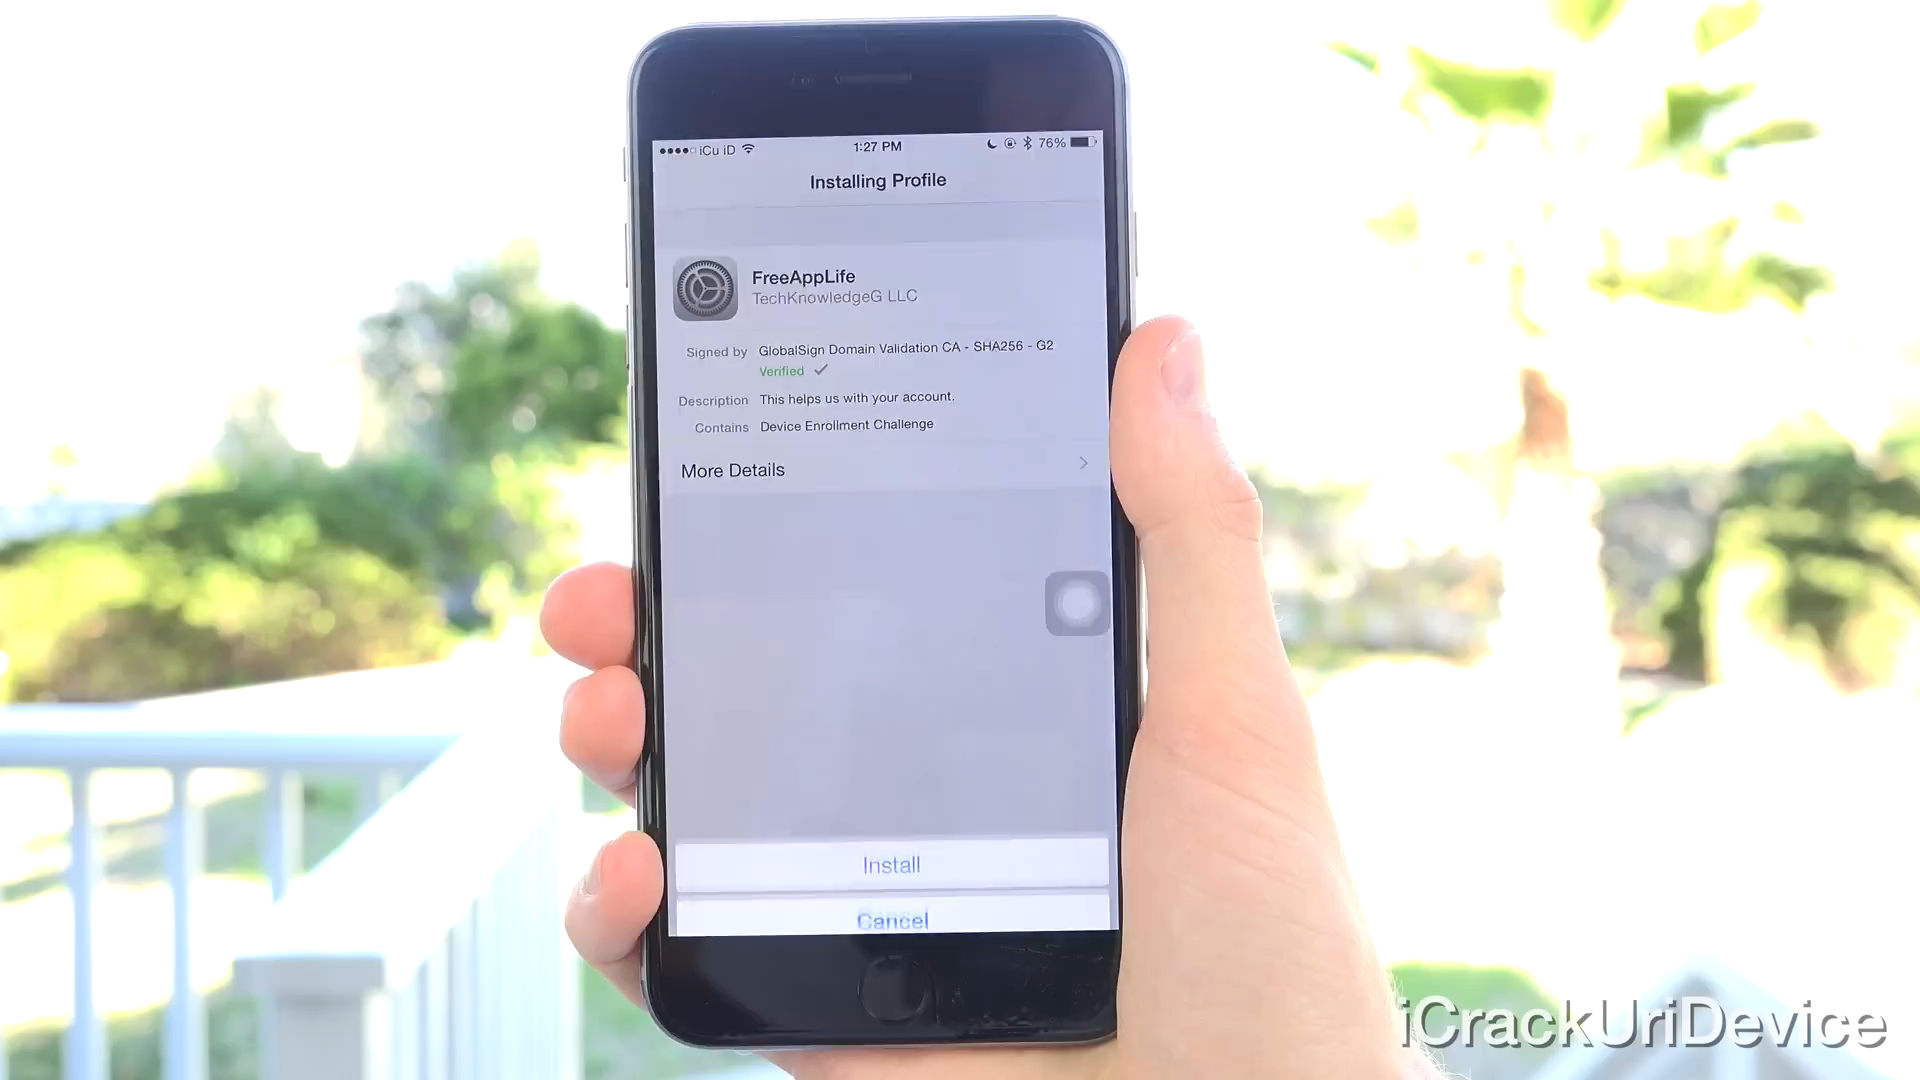 iCu iD 1:27 PM 76%
Installing Profile
FreeAppLife
TechKnowledgeG LLC
Signed by GlobalSign Domain Validation CA - SHA256 - G2
Verified ✓
Description This helps us with your account.
Contains Device Enrollment Challenge
More Details
Install
Cancel
iCrackUriDevice